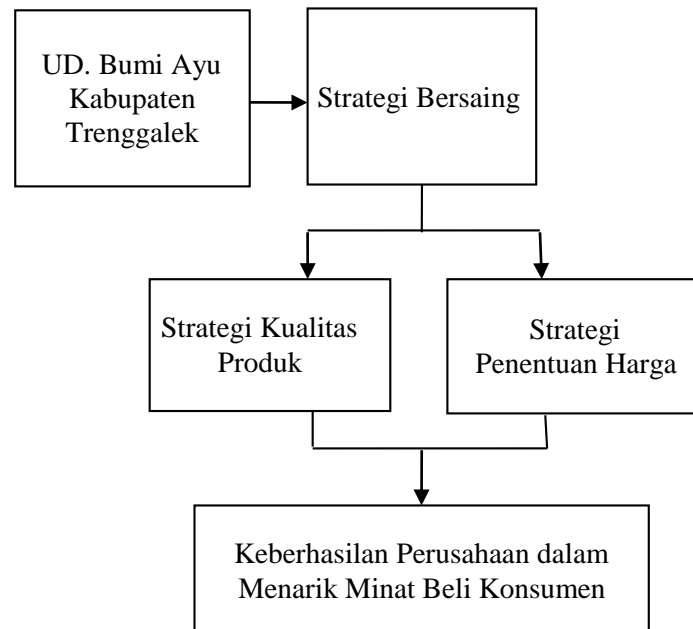 UD. Bumi Ayu
Kabupaten
Trenggalek
Strategi Bersaing
Strategi Kualitas
Produk
Strategi
Penentuan Harga
Keberhasilan Perusahaan dalam
Menarik Minat Beli Konsumen